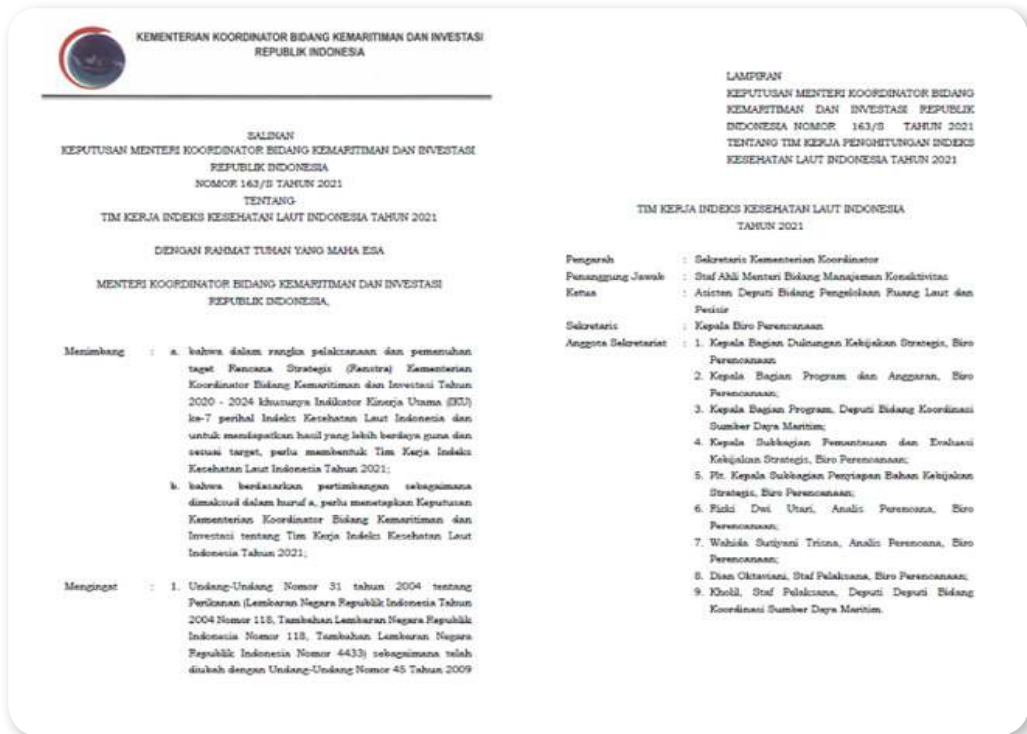 KEMENTERIAN KOORDINATOR BIDANG KEMARITIMAN DAN INVESTASI
REPUBLIK INDONESIA
SALINAN
KEPUTUSAN MENTERI KOORDINATOR BIDANG KEMARITIMAN DAN INVESTASI
REPUBLIK INDONESIA
NOMOR 163/S TAHUN 2021
TENTANG
TIM KERJA INDEKS KESEHATAN LAUT INDONESIA TAHUN 2021
DENGAN RAHMAT TUHAN YANG MAHA ESA
MENTERI KOORDINATOR BIDANG KEMARITIMAN DAN INVESTASI
REPUBLIK INDONESIA,
Menimbang : a. bahwa dalam rangka pelaksanaan dan pemenuhan
taget Rencana Strategis (Renstra) Kementerian
Koordinator Bidang Kemaritiman dan Investasi Tahun
2020 - 2024 khusunya Indikator Kinerja Utama (IKU)
ke-7 perihal Indeks Kesehatan Laut Indonesia dan
untuk mendapatkan hasil yang lebih berdaya guna dan
sesuai target, perlu membentuk Tim Kerja Indeks
Kesehatan Laut Indonesia Tahun 2021;
b. bahwa berdasarkan pertimbangan sebagaimana
dimaksud dalam huruf a, perlu menetapkan Keputusan
Kementerian Koordinator Bidang Kemaritiman dan
Investasi tentang Tim Kerja Indeks Kesehatan Laut
Indonesia Tahun 2021;
Mengingat : 1. Undang-Undang Nomor 31 tahun 2004 tentang
Perikanan (Lembaran Negara Republik Indonesia Tahun
2004 Nomor 118, Tambahan Lembaran Negara Republik
Indonesia Nomor 118, Tambahan Lembaran Negara
Republik Indonesia Nomor 4433) sebagaimana telah
diubah dengan Undang-Undang Nomor 45 Tahun 2009
LAMPIRAN
KEPUTUSAN MENTERI KOORDINATOR BIDANG
KEMARITIMAN DAN INVESTASI REPUBLIK
INDONESIA NOMOR 163/S TAHUN 2021
TENTANG TIM KERJA PENGHITUNGAN INDEKS
KESEHATAN LAUT INDONESIA TAHUN 2021
TIM KERJA INDEKS KESEHATAN LAUT INDONESIA
TAHUN 2021
Pengarah : Sekretaris Kementerian Koordinator
Penanggung Jawab : Staf Ahli Menteri Bidang Manajemen Konektivitas
Ketua : Asisten Deputi Bidang Pengelolaan Ruang Laut dan
Pesisir
Sekretaris : Kepala Biro Perencanaan
Anggota Sekretariat : 1. Kepala Bagian Dukungan Kebijakan Strategis, Biro
Perencanaan
2. Kepala Bagian Program dan Anggaran, Biro
Perencanaan;
3. Kepala Bagian Program, Deputi Bidang Koordinasi
Sumber Daya Maritim;
4. Kepala Subbagian Pemantauan dan Evaluasi
Kebijakan Strategis, Biro Perencanaan;
5. Plt. Kepala Subbagian Penyiapan Bahan Kebijakan
Strategis, Biro Perencanaan;
6. Rizki Dwi Utari, Analis Perencana, Biro
Perencanaan;
7. Wahida Sutiyani Trisna, Analis Perencana, Biro
Perencanaan;
8. Dian Oktaviani, Staf Pelaksana, Biro Perencanaan;
9. Kholil, Staf Pelaksana, Deputi Deputi Bidang
Koordinasi Sumber Daya Maritim.